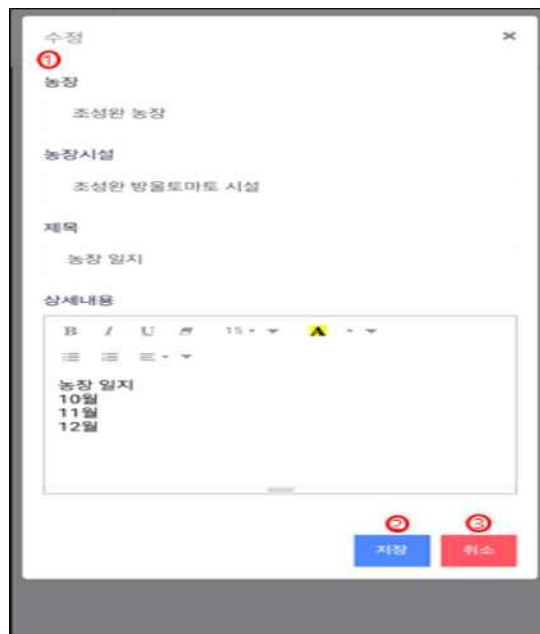 수정 ×
①
농장
조성완 농장
농장시설
조성완 방울토마토 시설
제목
농장 일지
상세내용
B I U 15 A
농장 일지
10월
11월
12월
② ③
저장 취소